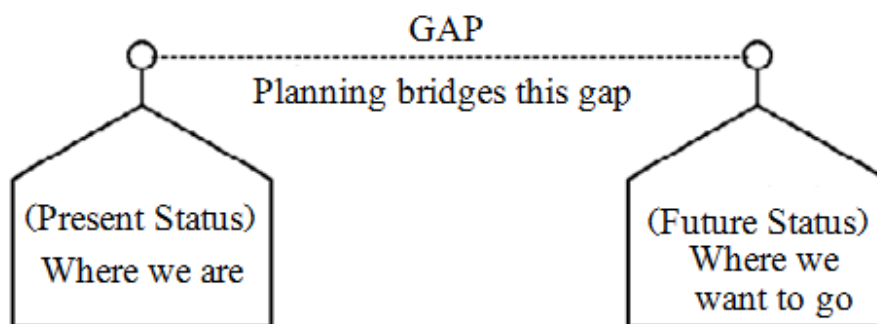 GAP
Planning bridges this gap
(Present Status)
Where we are
(Future Status)
Where we
want to go